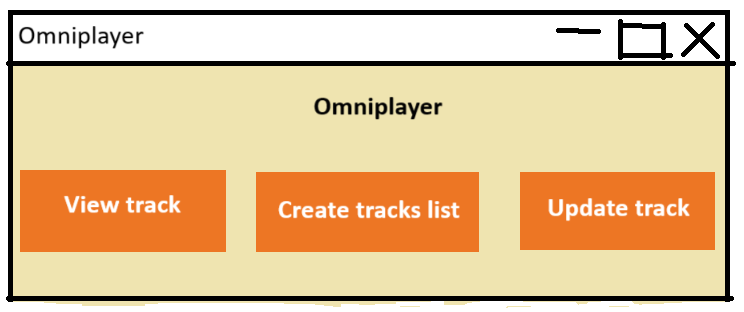 Omniplayer
Omniplayer
View track
Create tracks list
Update track